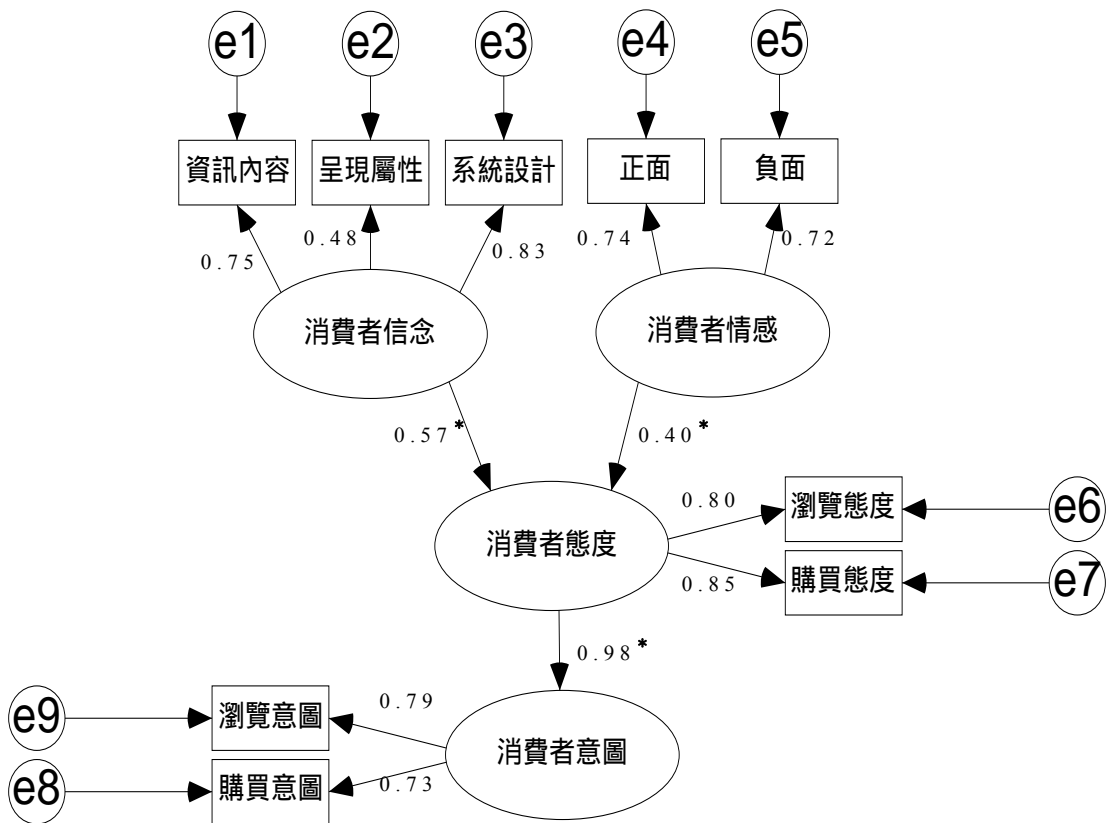 e1
e2
e3
e4
e5
資訊內容
呈現屬性
系統設計
正面
負面
0.75
0.48
0.83
0.74
0.72
消費者信念
消費者情感
0.57*
0.40*
消費者態度
0.80
瀏覽態度
e6
0.85
購買態度
e7
0.98*
e9
瀏覽意圖
0.79
消費者意圖
e8
購買意圖
0.73